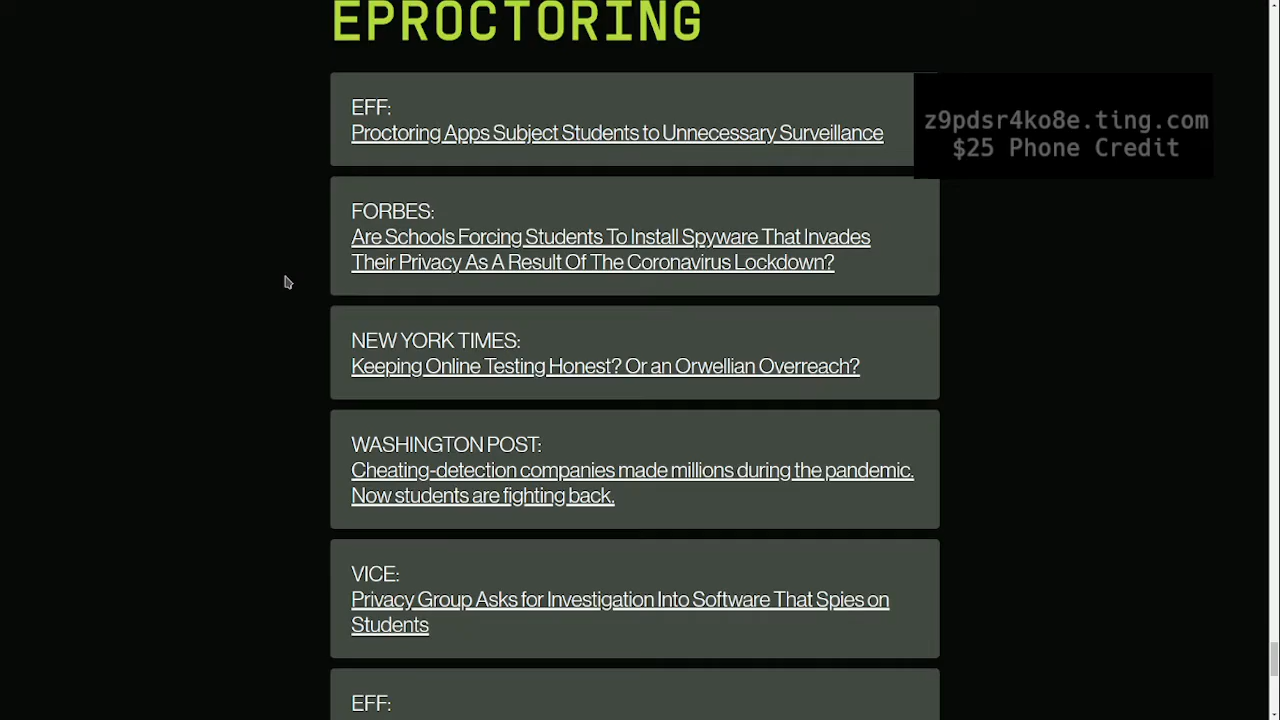 EPROCTORING
EFF:
Proctoring Apps Subject Students to Unnecessary Surveillance
z9pdsr4ko8e.ting.com
$25 Phone Credit
FORBES:
Are Schools Forcing Students To Install Spyware That Invades
Their Privacy As A Result Of The Coronavirus Lockdown?
NEW YORK TIMES:
Keeping Online Testing Honest? Or an Orwellian Overreach?
WASHINGTON POST:
Cheating-detection companies made millions during the pandemic.
Now students are fighting back.
VICE:
Privacy Group Asks for Investigation Into Software That Spies on
Students
EFF: